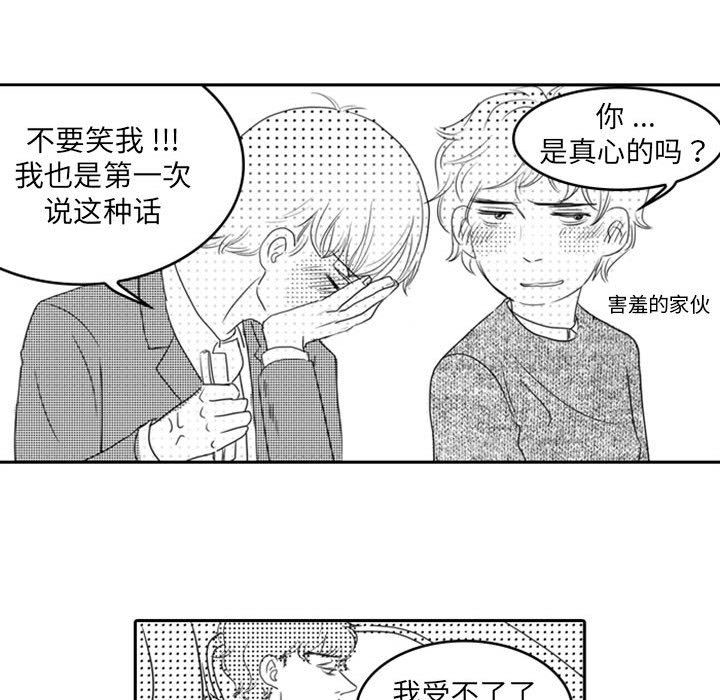 不要笑我 !!!
我也是第一次
说这种话
你 ...
是真心的吗？
害羞的家伙
我受不了了